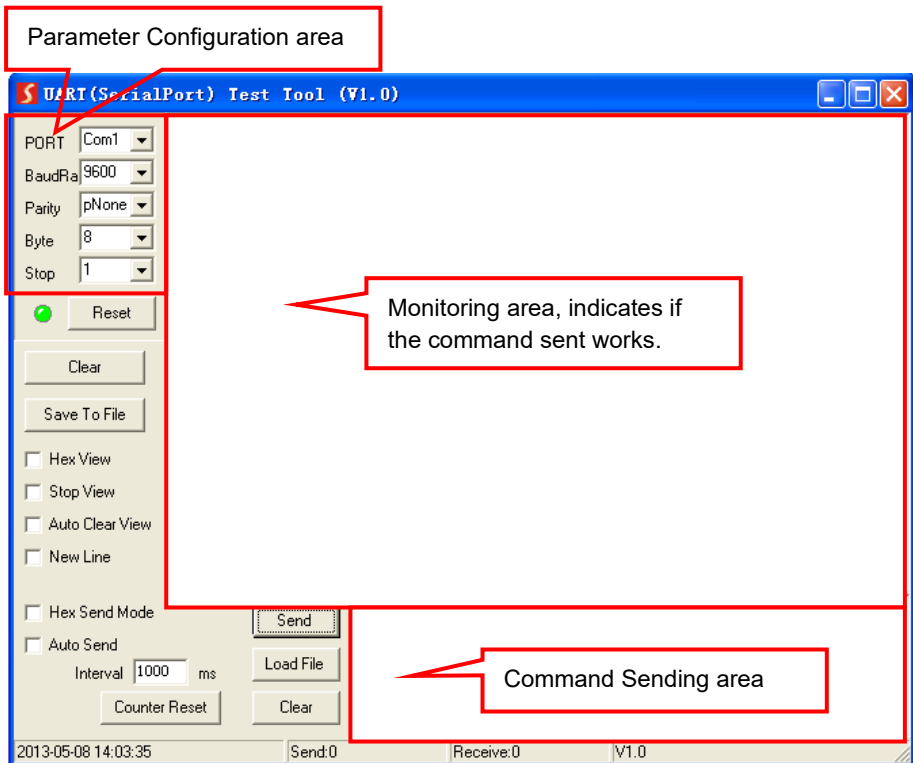 Parameter Configuration area
UART(SerialPort) Test Tool (V1.0)
PORT Com1
BaudRa 9600
Parity pNone
Byte 8
Stop 1
Reset
Monitoring area, indicates if
the command sent works.
Clear
Save To File
Hex View
Stop View
Auto Clear View
New Line
Hex Send Mode
Send
Auto Send
Interval 1000 ms
Load File
Command Sending area
Counter Reset
Clear
2013-05-08 14:03:35 Send:0 Receive:0 V1.0